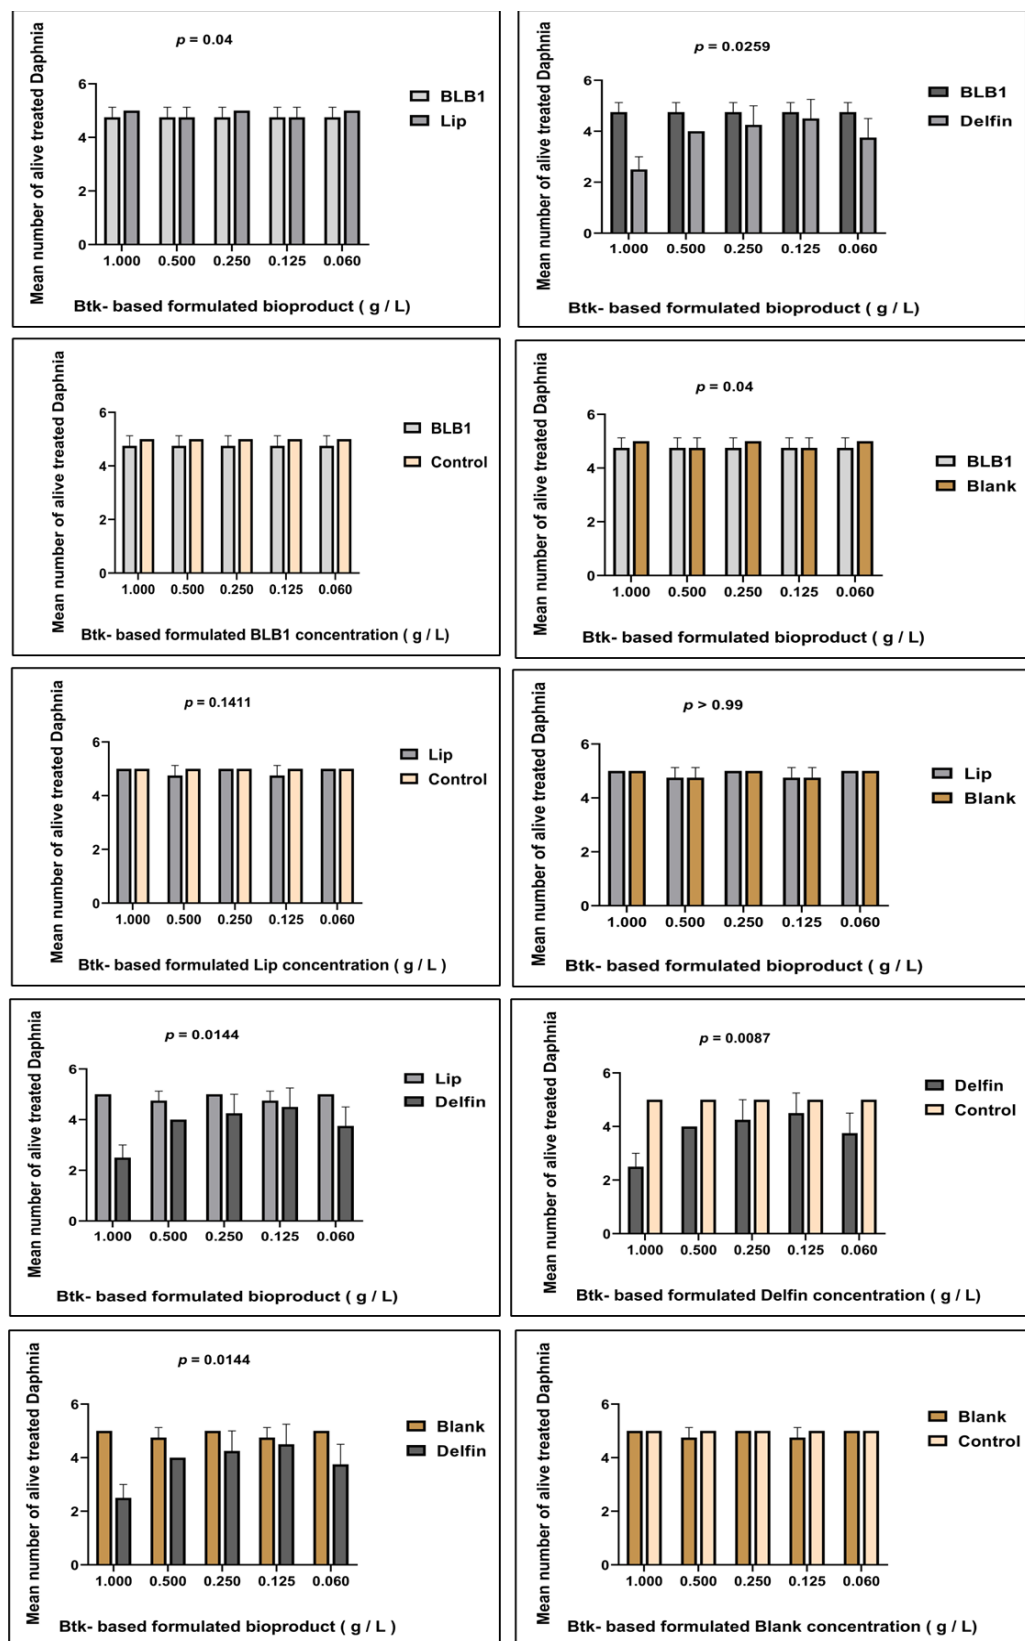 Mean number of alive treated Daphnia
p = 0.04
6
4
2
0
1.000 0.500 0.250 0.125 0.060
BLB1
Lip
Btk- based formulated bioproduct ( g / L)
Mean number of alive treated Daphnia
p = 0.0259
6
4
2
0
1.000 0.500 0.250 0.125 0.060
BLB1
Delfin
Btk- based formulated bioproduct ( g / L)
Mean number of alive treated Daphnia
6
4
2
0
1.000 0.500 0.250 0.125 0.060
BLB1
Control
Btk- based formulated BLB1 concentration ( g / L)
Mean number of alive treated Daphnia
p = 0.04
6
4
2
0
1.000 0.500 0.250 0.125 0.060
BLB1
Blank
Btk- based formulated bioproduct ( g / L)
Mean number of alive treated Daphnia
p = 0.1411
6
4
2
0
1.000 0.500 0.250 0.125 0.060
Lip
Control
Btk- based formulated Lip concentration ( g / L )
Mean number of alive treated Daphnia
p > 0.99
6
4
2
0
1.000 0.500 0.250 0.125 0.060
Lip
Blank
Btk- based formulated bioproduct ( g / L)
Mean number of alive treated Daphnia
p = 0.0144
6
4
2
0
1.000 0.500 0.250 0.125 0.060
Lip
Delfin
Btk- based formulated bioproduct ( g / L)
Mean number of alive treated Daphnia
p = 0.0087
6
4
2
0
1.000 0.500 0.250 0.125 0.060
Delfin
Control
Btk- based formulated Delfin concentration ( g / L)
Mean number of alive treated Daphnia
p = 0.0144
6
4
2
0
1.000 0.500 0.250 0.125 0.060
Blank
Delfin
Btk- based formulated bioproduct ( g / L)
Mean number of alive treated Daphnia
6
4
2
0
1.000 0.500 0.250 0.125 0.060
Blank
Control
Btk- based formulated Blank concentration ( g / L)